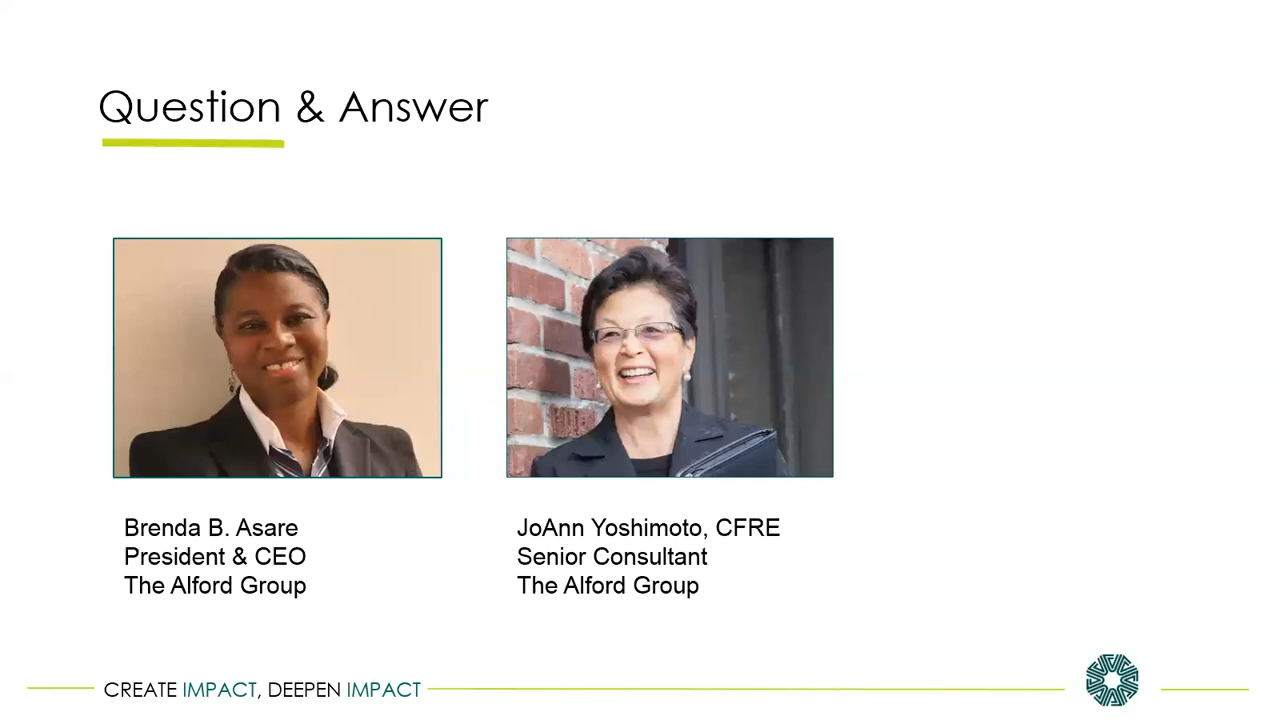 Question & Answer
Brenda B. Asare
President & CEO
The Alford Group
JoAnn Yoshimoto, CFRE
Senior Consultant
The Alford Group
CREATE IMPACT, DEEPEN IMPACT